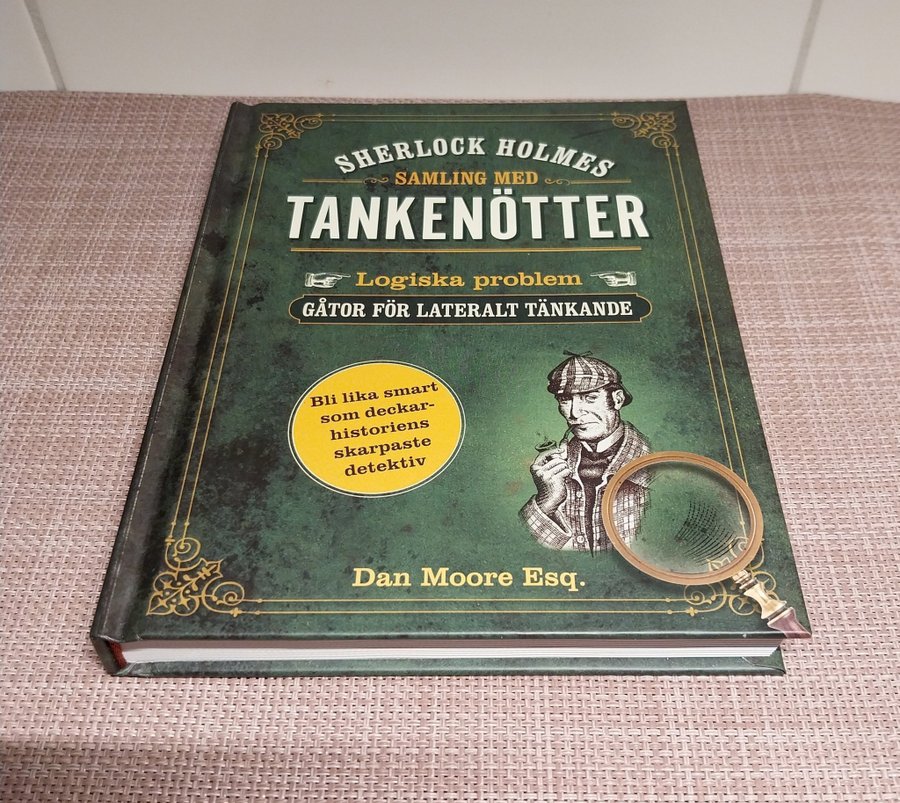 SHERLOCK HOLMES
SAMLING MED
TANKENÖTTER
Logiska problem
GÅTOR FÖR LATERALT TÄNKANDE
Bli lika smart
som deckar-
historiens
skarpaste
detektiv
Dan Moore Esq.